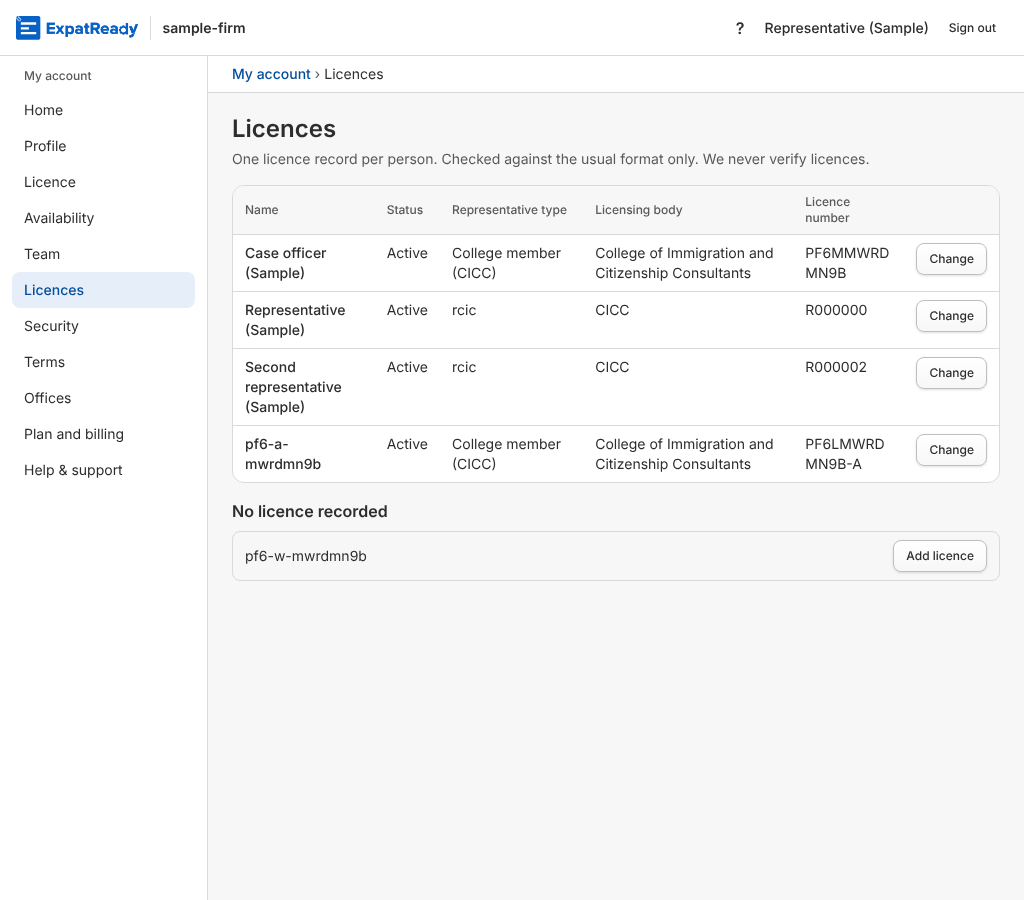 ExpatReady sample-firm ? Representative (Sample) Sign out
My account
Home
Profile
Licence
Availability
Team
Licences
Security
Terms
Offices
Plan and billing
Help & support
My account › Licences
Licences
One licence record per person. Checked against the usual format only. We never verify licences.
Name Status Representative type Licensing body Licence
number
Case officer Active College member College of Immigration and PF6MMWRD Change
(Sample) (CICC) Citizenship Consultants MN9B
Representative Active rcic CICC R000000 Change
(Sample)
Second Active rcic CICC R000002 Change
representative
(Sample)
pf6-a- Active College member College of Immigration and PF6LMWRD Change
mwrdmn9b (CICC) Citizenship Consultants MN9B-A
No licence recorded
pf6-w-mwrdmn9b Add licence